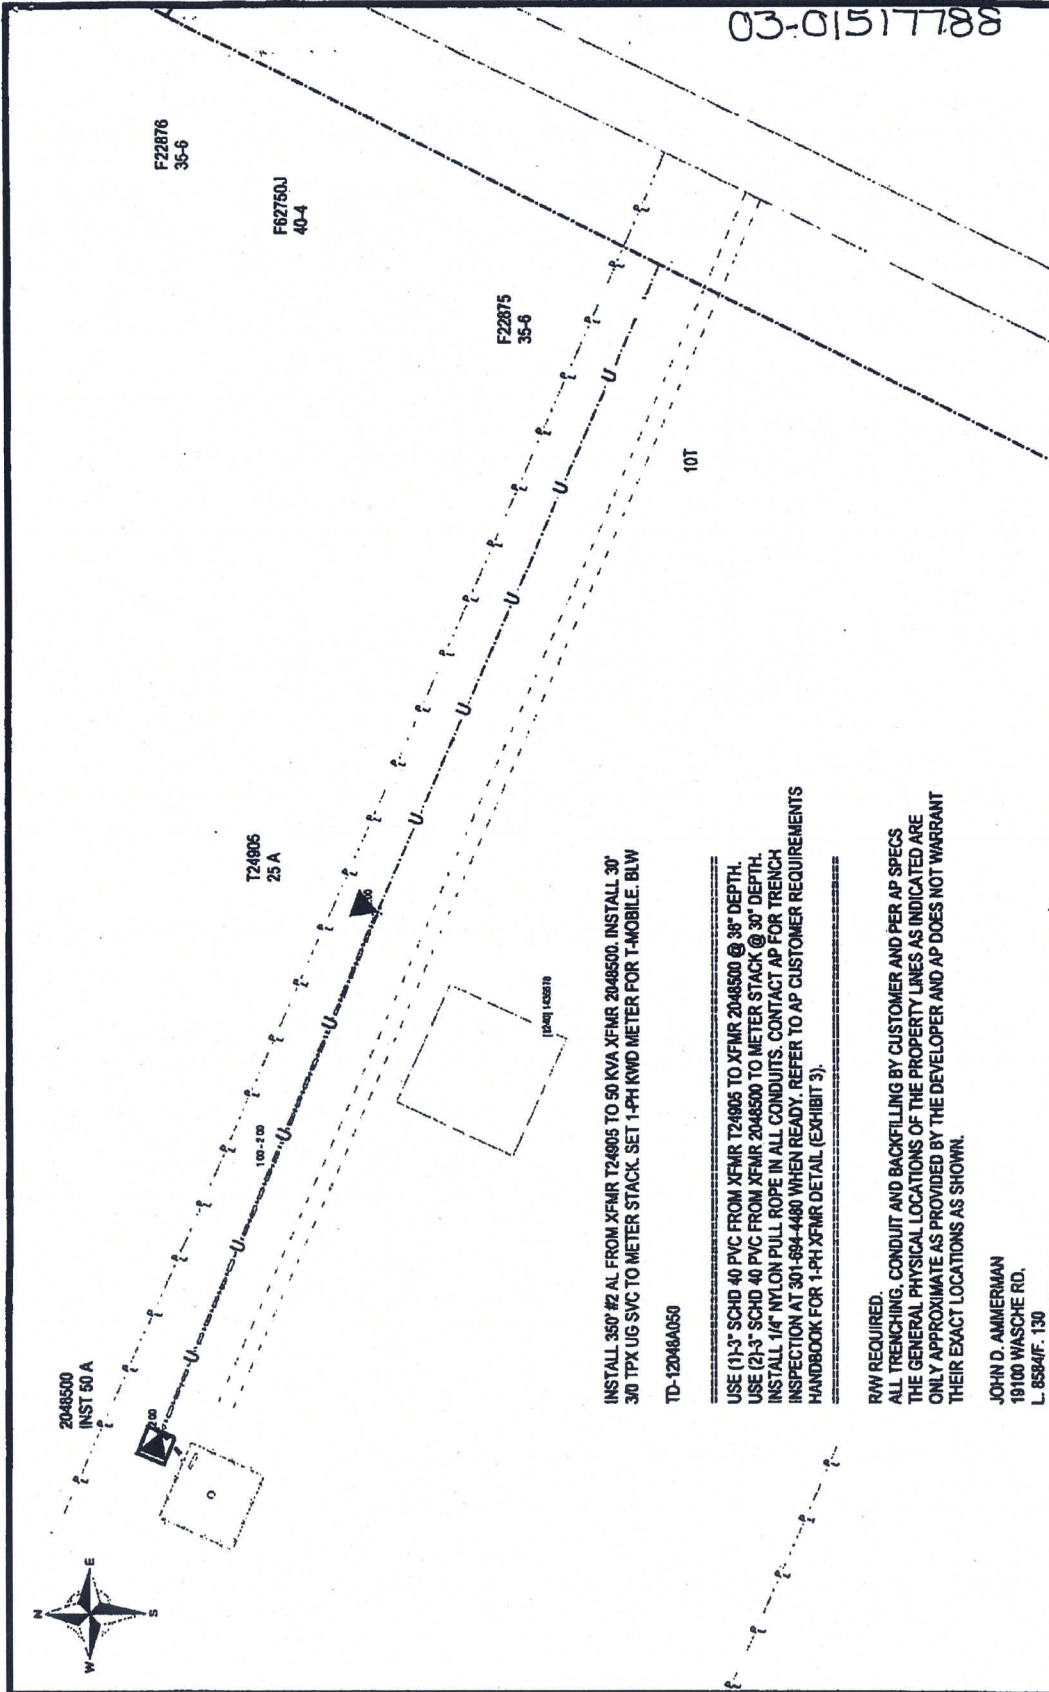 03-01517788
F22876
35-6
F62750J
40-4
F22875
35-6
10T
T24905
25 A
100-200
2048500
INST 50 A
200
N
E
S
W
INSTALL 350' #2 AL FROM XFMR T24905 TO 50 KVA XFMR 2048500. INSTALL 30'
3/0 TPX UG SVC TO METER STACK. SET 1-PH KWD METER FOR T-MOBILE. BLW
TD-12048A050
USE (1)-3" SCHD 40 PVC FROM XFMR T24905 TO XFMR 2048500 @ 36" DEPTH.
USE (2)-3" SCHD 40 PVC FROM XFMR 2048500 TO METER STACK @ 30" DEPTH.
INSTALL 1/4" NYLON PULL ROPE IN ALL CONDUITS. CONTACT AP FOR TRENCH
INSPECTION AT 301-694-4480 WHEN READY. REFER TO AP CUSTOMER REQUIREMENTS
HANDBOOK FOR 1-PH XFMR DETAIL (EXHIBIT 3).
R/W REQUIRED.
ALL TRENCHING, CONDUIT AND BACKFILLING BY CUSTOMER AND PER AP SPECS
THE GENERAL PHYSICAL LOCATIONS OF THE PROPERTY LINES AS INDICATED ARE
ONLY APPROXIMATE AS PROVIDED BY THE DEVELOPER AND AP DOES NOT WARRANT
THEIR EXACT LOCATIONS AS SHOWN.
JOHN D. AMMERMAN
19100 WASCHE RD.
L. 8584/F. 130